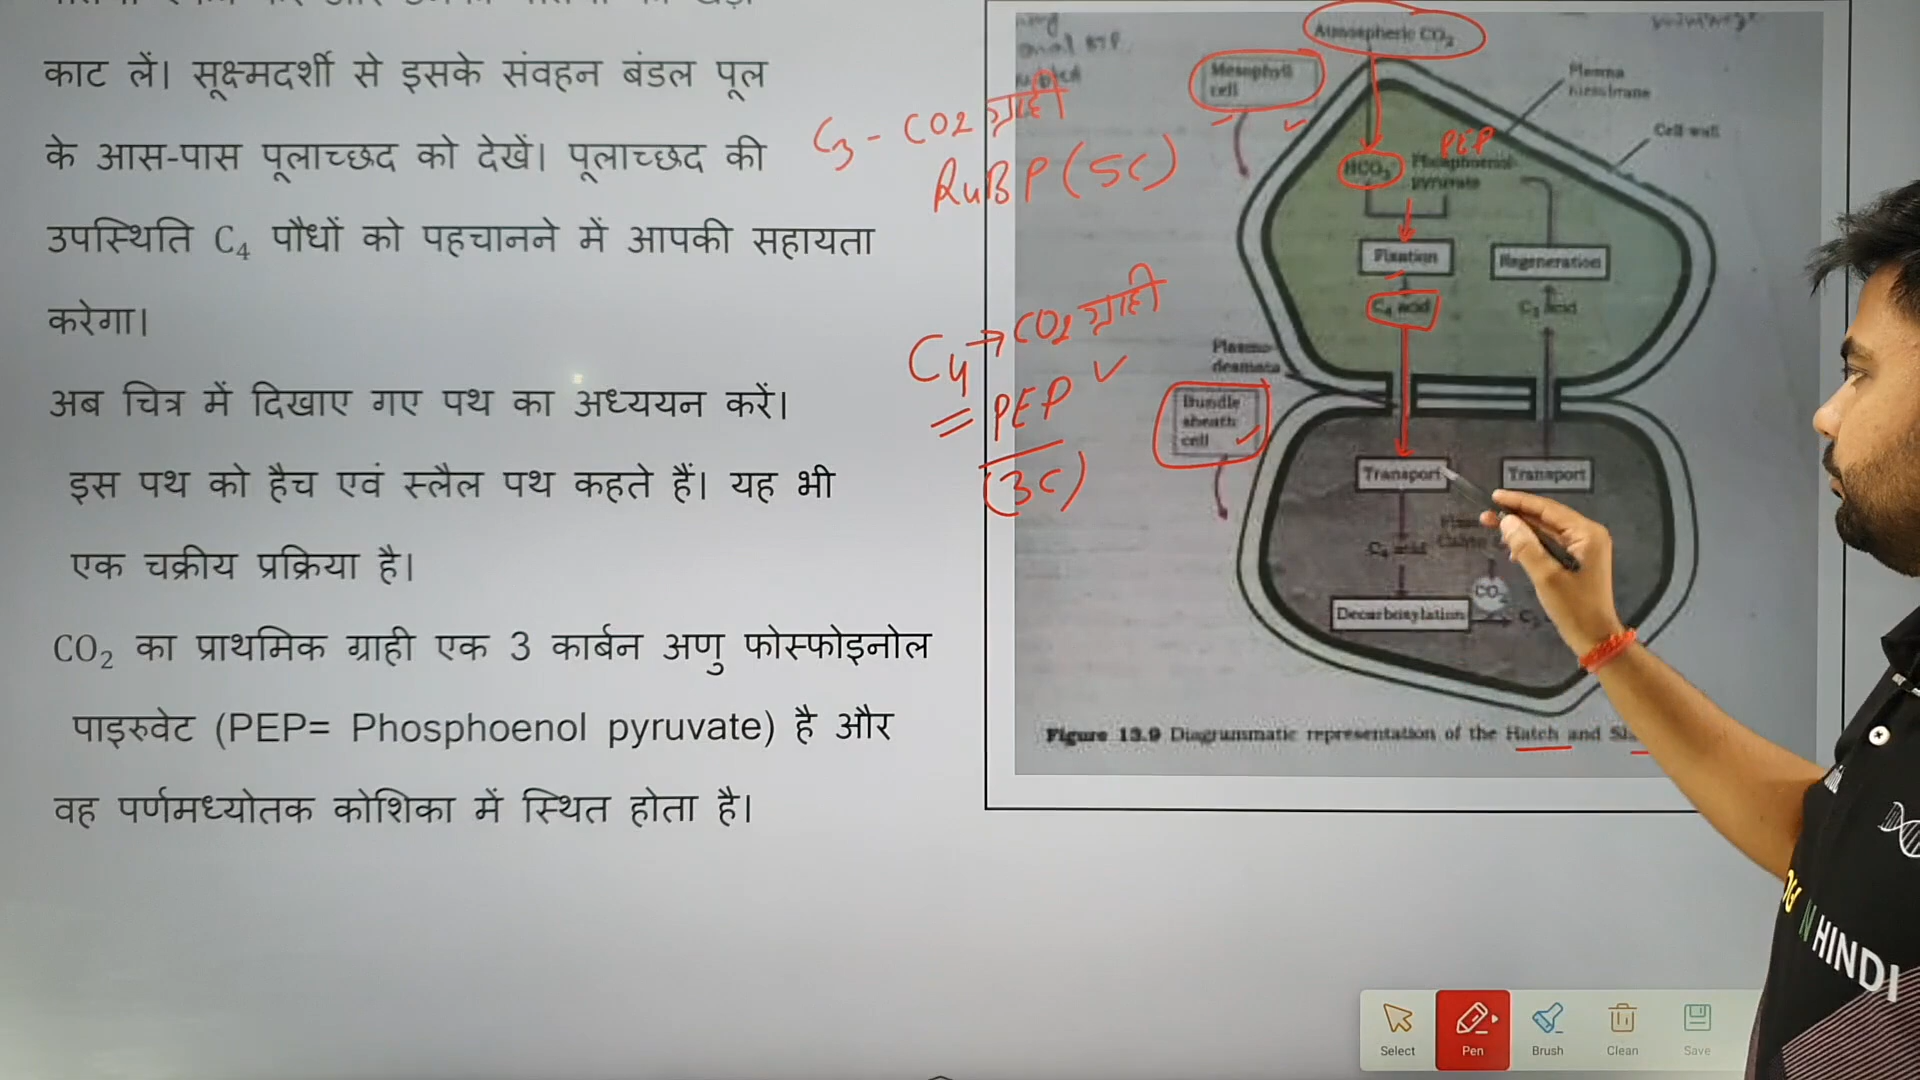 काट लें। सूक्ष्मदर्शी से इसके संवहन बंडल पूल
के आस-पास पूलाच्छद को देखें। पूलाच्छद की
उपस्थिति C₄ पौधों को पहचानने में आपकी सहायता
करेगा।
अब चित्र में दिखाए गए पथ का अध्ययन करें।
इस पथ को हैच एवं स्लैल पथ कहते हैं। यह भी
एक चक्रीय प्रक्रिया है।
CO₂ का प्राथमिक ग्राही एक 3 कार्बन अणु फोस्फोइनोल
पाइरुवेट (PEP= Phosphoenol pyruvate) है और
वह पर्णमध्योतक कोशिका में स्थित होता है।
C3 - CO2 ग्राही
RuBP (5C)
C4 → CO2 ग्राही
= PEP ✓
(3C)
Atmospheric CO₂
Mesophyll
cell
Plasma
membrane
Cell wall
PEP
HCO₃⁻
Phosphoenol-
pyruvate
Fixation
Regeneration
C₄ acid
C₃ acid
Plasmo-
desmata
Bundle
sheath
cell
Transport
Transport
C₄ acid
CO₂
Decarboxylation
Figure 13.9 Diagrammatic representation of the Hatch and
HINDI
Select
Pen
Brush
Clean
Save